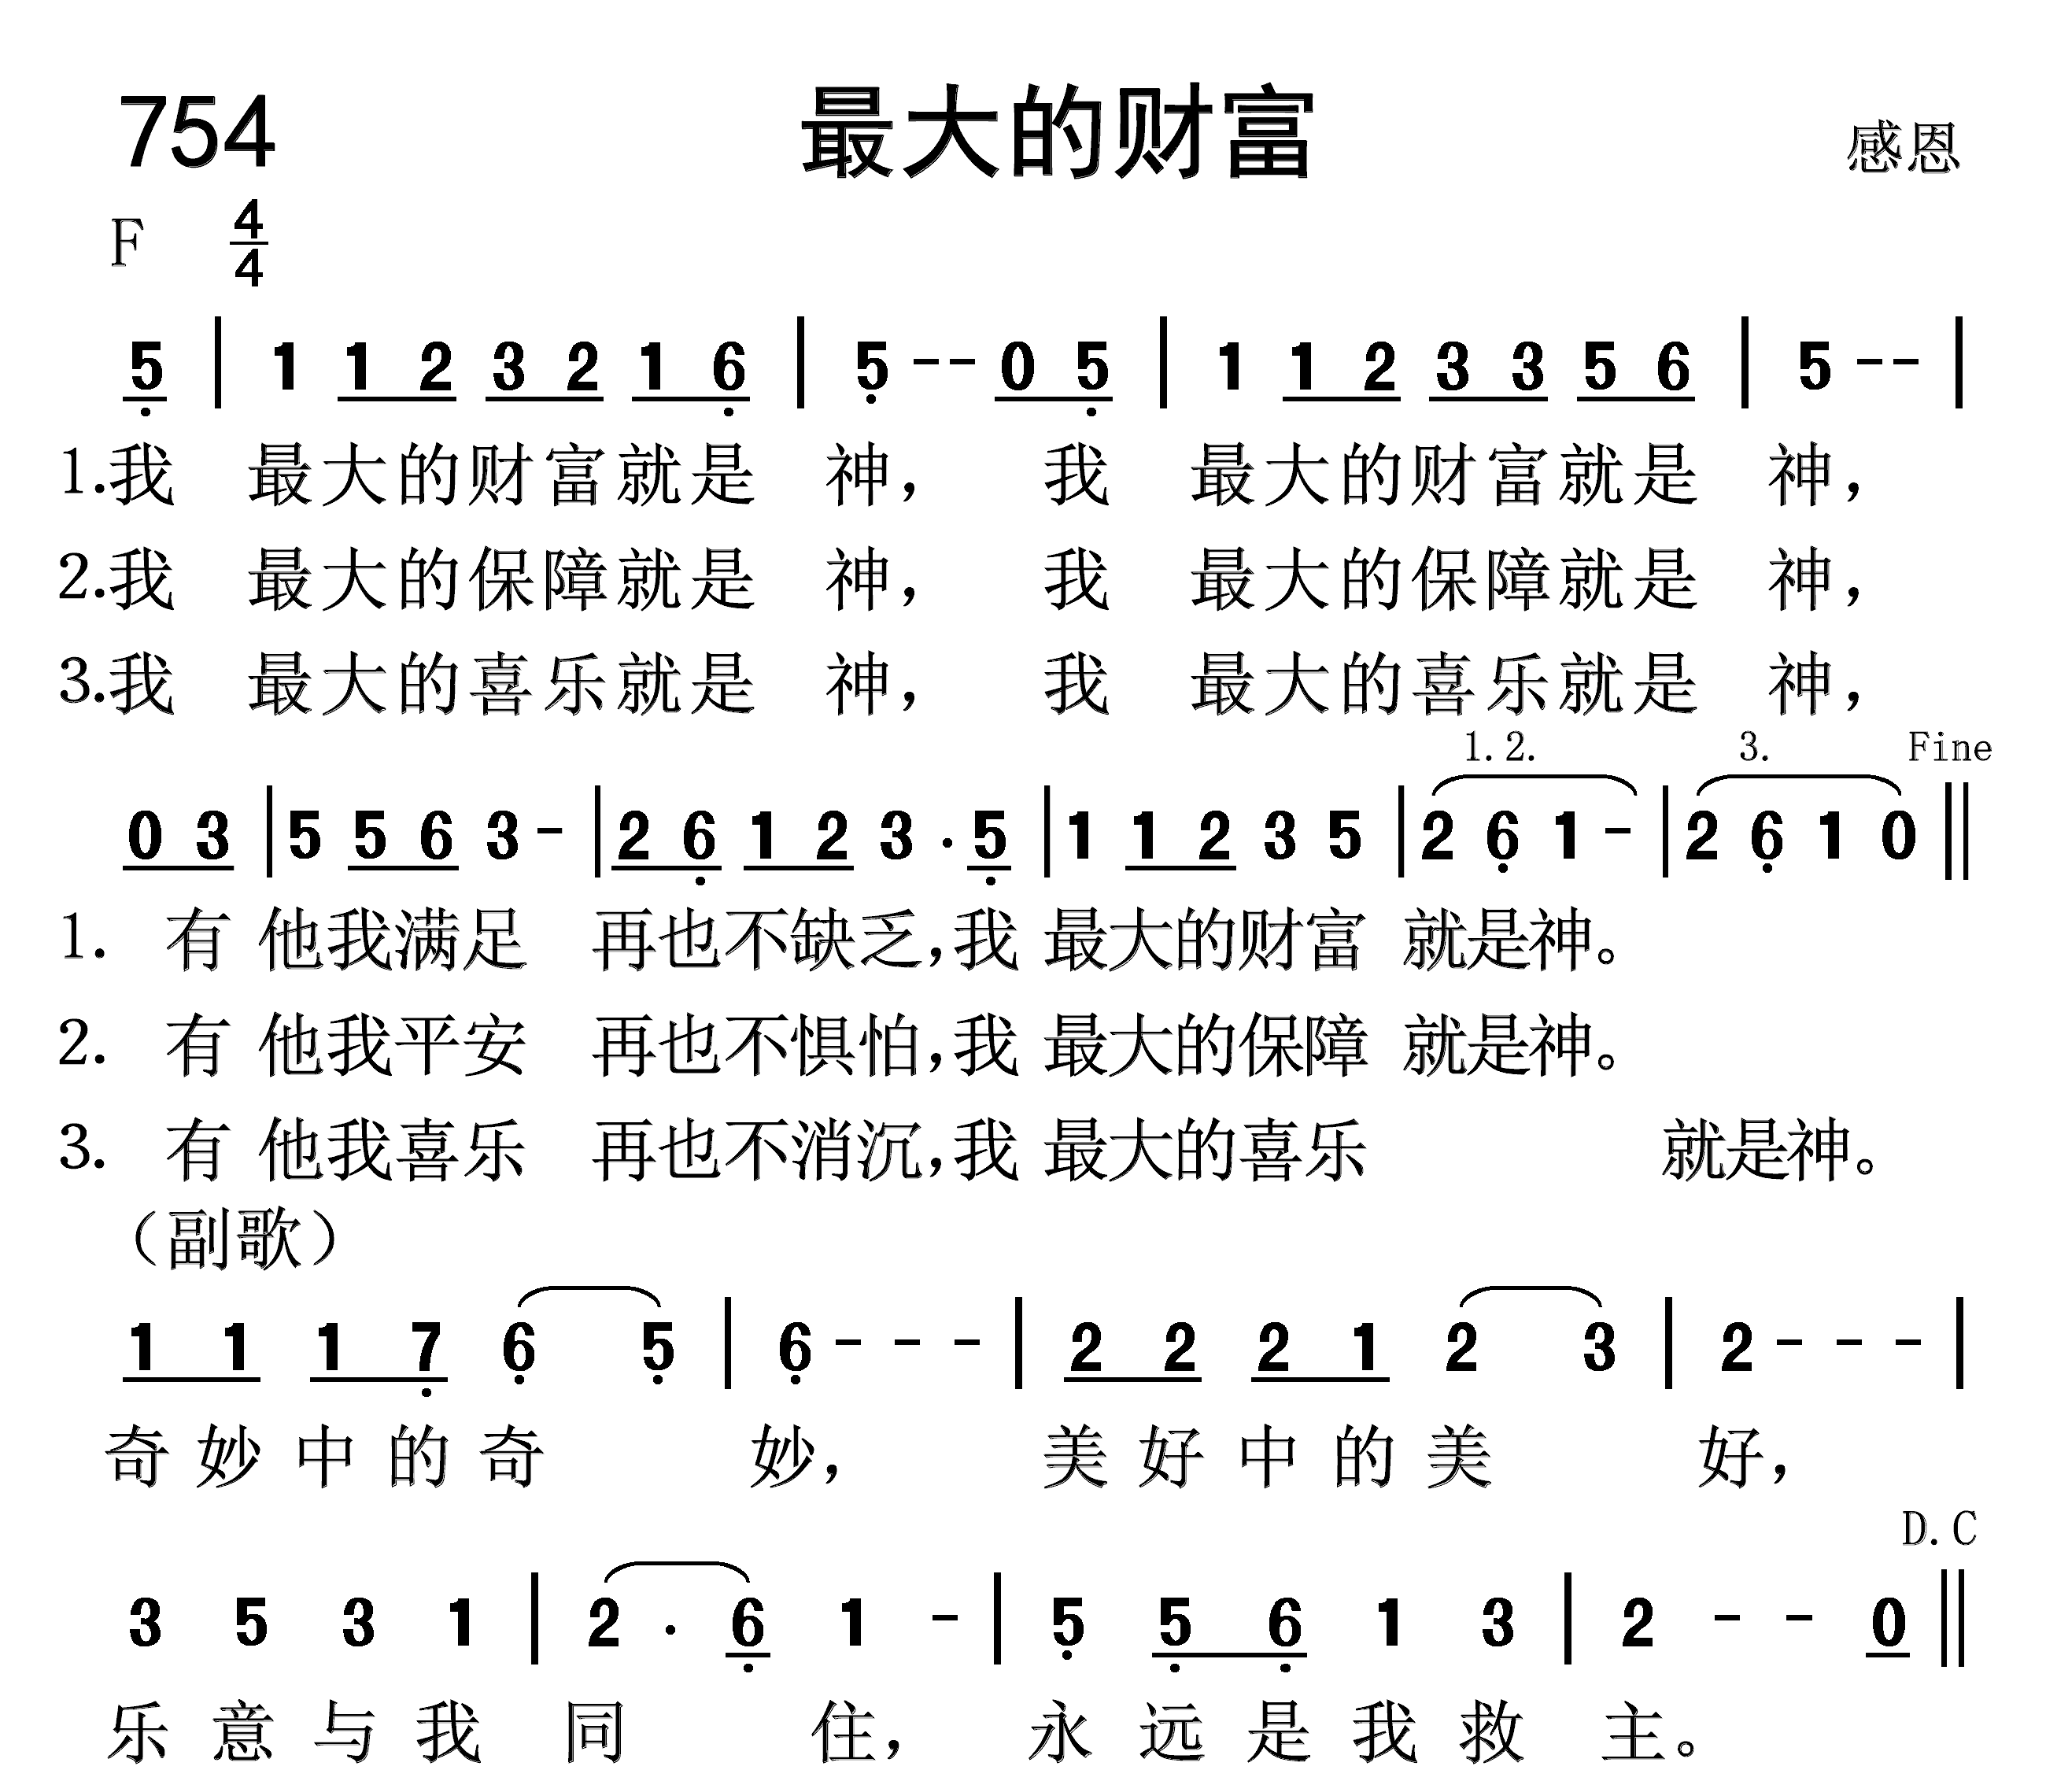 754 最大的财富 感恩
F 4/4
5 | 1 1 2 3 2 1 6 | 5 - - 0 5 | 1 1 2 3 3 5 6 | 5 - - |
1.我 最大的财富就是 神， 我 最大的财富就是 神，
2.我 最大的保障就是 神， 我 最大的保障就是 神，
3.我 最大的喜乐就是 神， 我 最大的喜乐就是 神，
1.2. 3. Fine
0 3 | 5 5 6 3 - | 2 6 1 2 3 . 5 | 1 1 2 3 5 | 2 6 1 - | 2 6 1 0 ||
1. 有 他我满足 再也不缺乏，我 最大的财富 就是神。
2. 有 他我平安 再也不惧怕，我 最大的保障 就是神。
3. 有 他我喜乐 再也不消沉，我 最大的喜乐 就是神。
（副歌）
1 1 1 7 6 5 | 6 - - - | 2 2 2 1 2 3 | 2 - - - |
奇妙中的奇 妙， 美好中的美 好，
D.C
3 5 3 1 | 2 . 6 1 - | 5 5 6 1 3 | 2 - - 0 ||
乐意与我 同 住， 永远是我救 主。